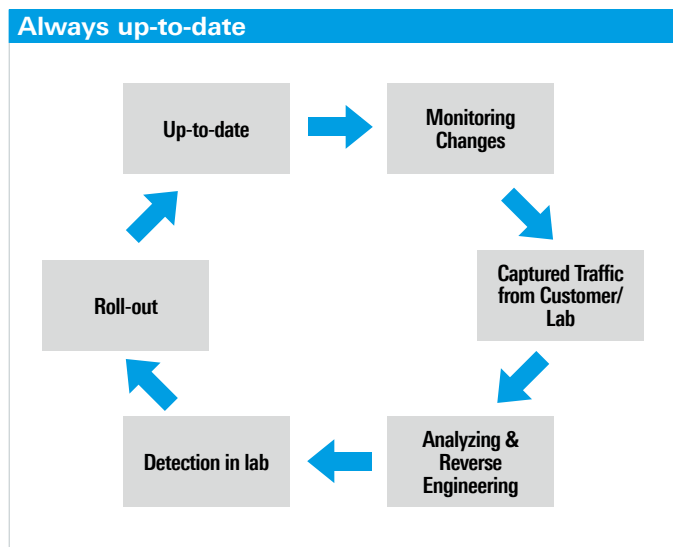 Always up-to-date
Up-to-date
Monitoring
Changes
Captured Traffic
from Customer/
Lab
Analyzing &
Reverse
Engineering
Detection in lab
Roll-out